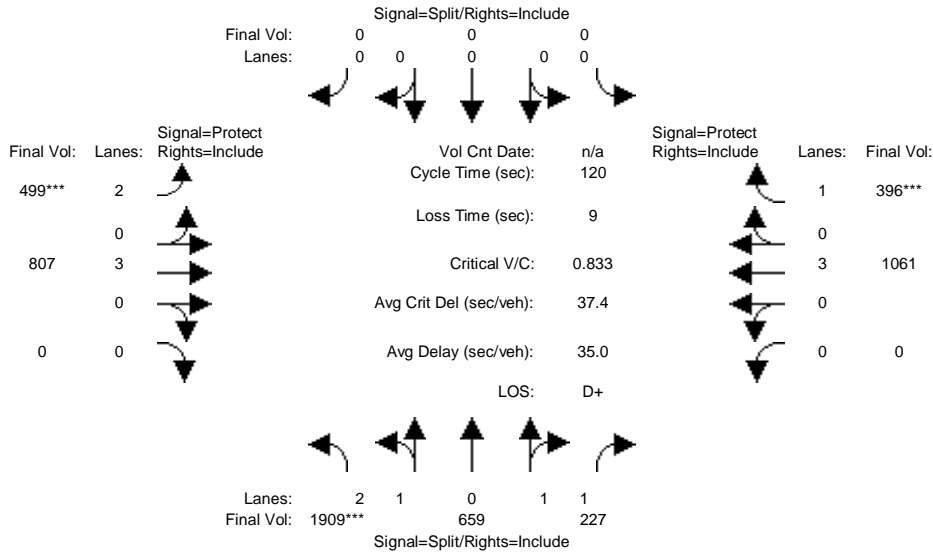 Signal=Split/Rights=Include
Final Vol: 0 0 0
Lanes: 0 0 0 0 0
Signal=Protect
Final Vol: Lanes: Rights=Include
Vol Cnt Date: n/a
Signal=Protect
Rights=Include Lanes: Final Vol:
Cycle Time (sec): 120
499*** 2
1 396***
Loss Time (sec): 9
0
0
807 3
Critical V/C: 0.833
3 1061
0
Avg Crit Del (sec/veh): 37.4
0
0 0
Avg Delay (sec/veh): 35.0
0 0
LOS: D+
Lanes: 2 1 0 1 1
Final Vol: 1909*** 659 227
Signal=Split/Rights=Include